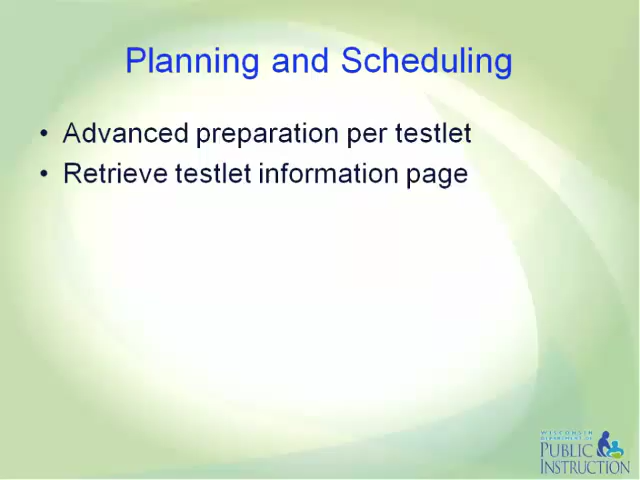 Planning and Scheduling
• Advanced preparation per testlet
• Retrieve testlet information page
WISCONSIN
DEPARTMENT OF
PUBLIC
INSTRUCTION